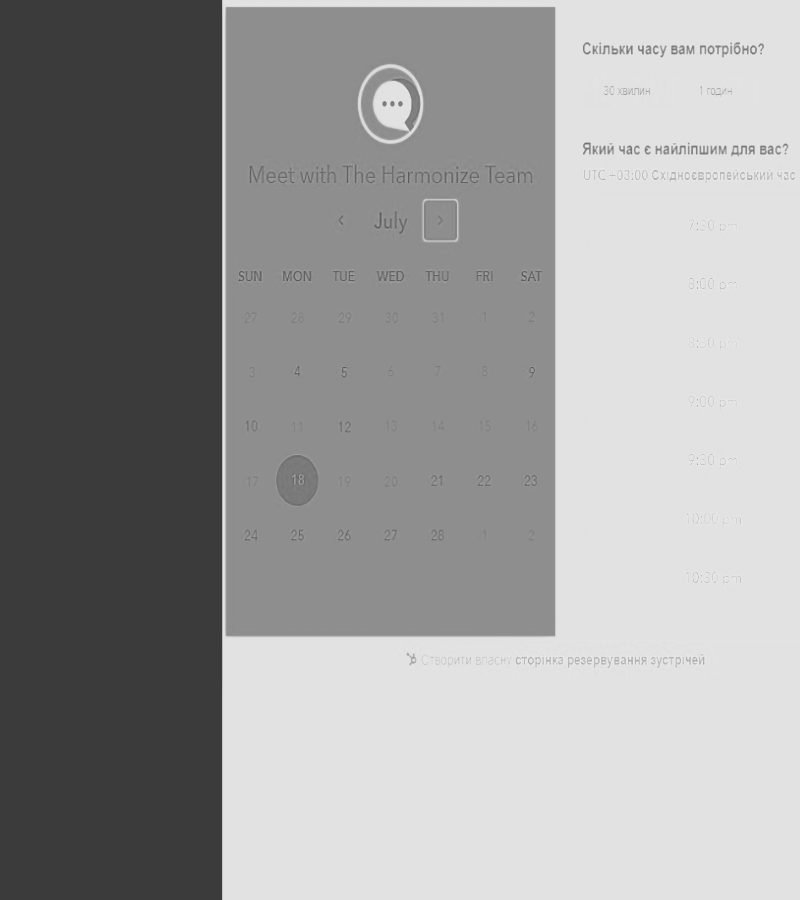 Meet with The Harmonize Team
July
SUN MON TUE WED THU FRI SAT
27 28 29 30 31 1 2
3 4 5 6 7 8 9
10 11 12 13 14 15 16
17 18 19 20 21 22 23
24 25 26 27 28 1 2
Скільки часу вам потрібно?
30 хвилин 1 годин
Який час є найліпшим для вас?
UTC −03:00 Східноєвропейський час
7:30 pm
8:00 pm
8:30 pm
9:00 pm
9:30 pm
10:00 pm
10:30 pm
Створити власну сторінка резервування зустрічей